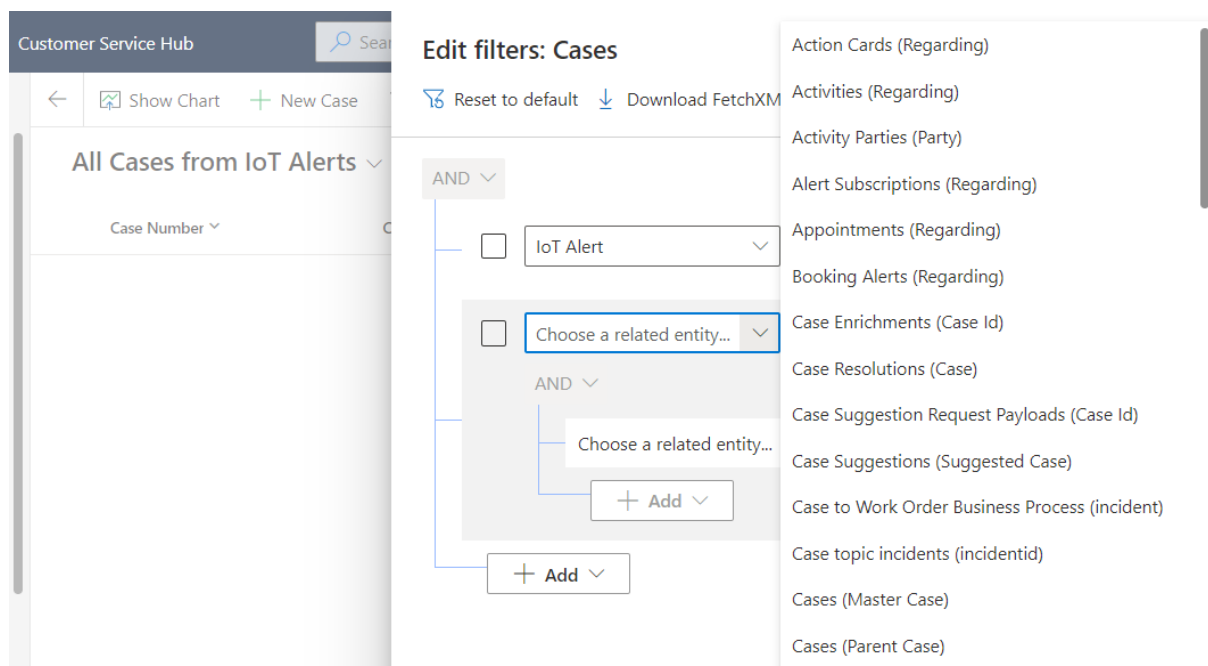 Customer Service Hub
Show Chart
New Case
All Cases from IoT Alerts
Case Number
Edit filters: Cases
Reset to default
Download FetchXM
AND
IoT Alert
Choose a related entity...
AND
Choose a related entity...
Add
Add
Action Cards (Regarding)
Activities (Regarding)
Activity Parties (Party)
Alert Subscriptions (Regarding)
Appointments (Regarding)
Booking Alerts (Regarding)
Case Enrichments (Case Id)
Case Resolutions (Case)
Case Suggestion Request Payloads (Case Id)
Case Suggestions (Suggested Case)
Case to Work Order Business Process (incident)
Case topic incidents (incidentid)
Cases (Master Case)
Cases (Parent Case)